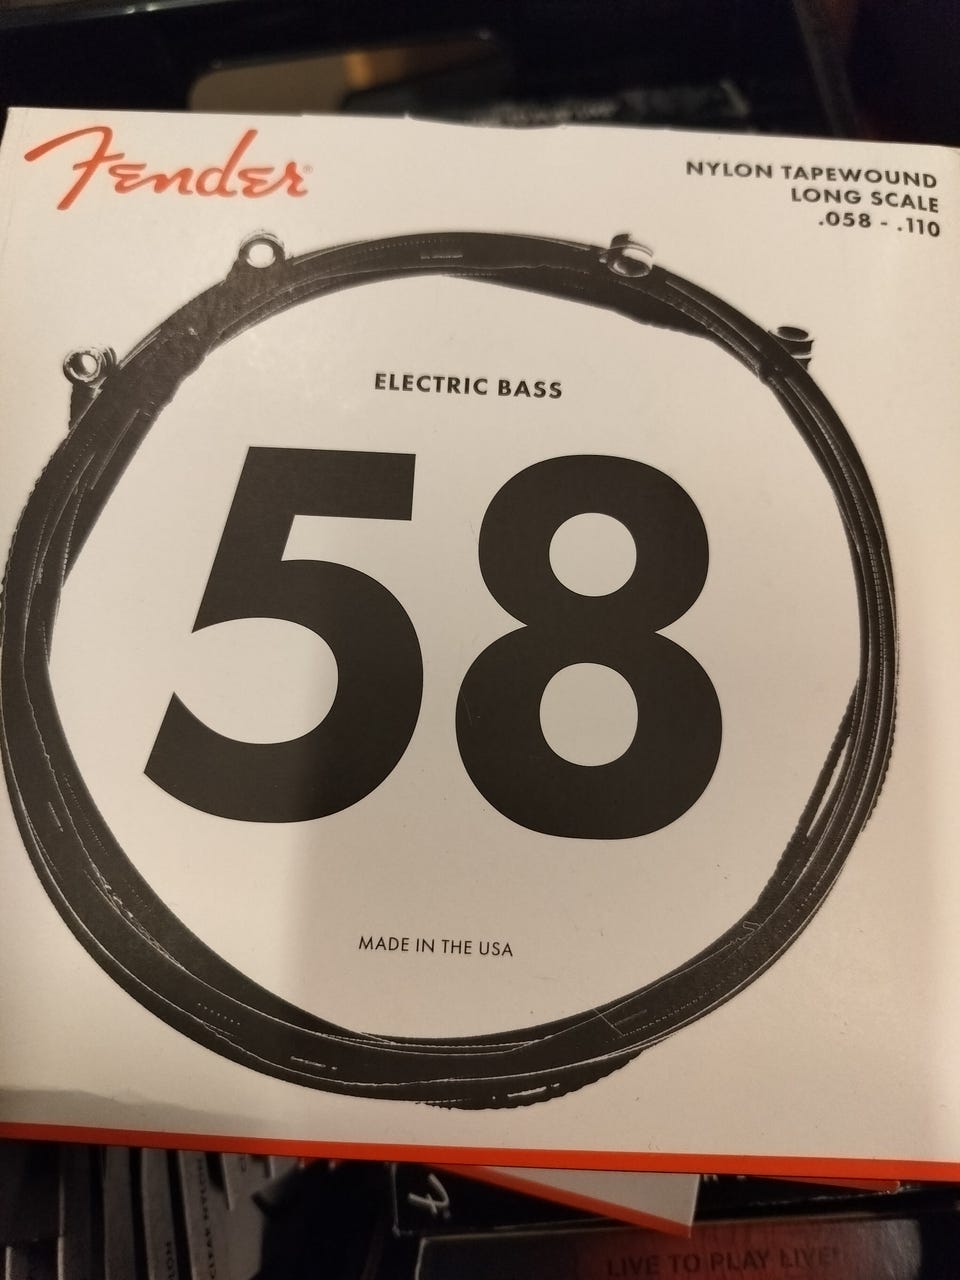 Fender®
NYLON TAPEWOUND
LONG SCALE
.058 - .110
ELECTRIC BASS
58
MADE IN THE USA
LIVE TO PLAY LIVE!